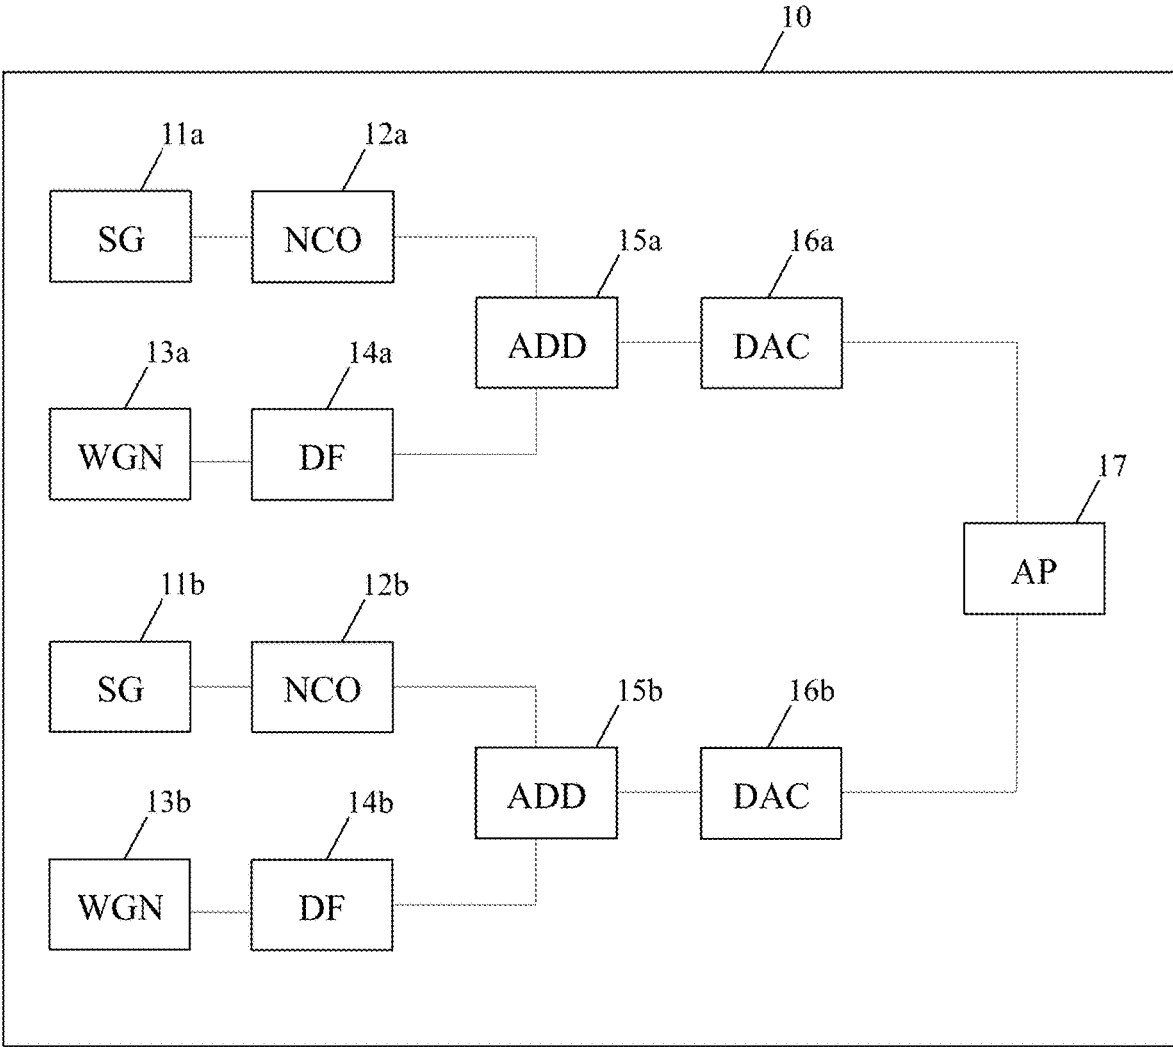 10
11a
12a
SG
NCO
15a
16a
ADD
DAC
13a
14a
WGN
DF
17
AP
11b
12b
SG
NCO
15b
16b
ADD
DAC
13b
14b
WGN
DF